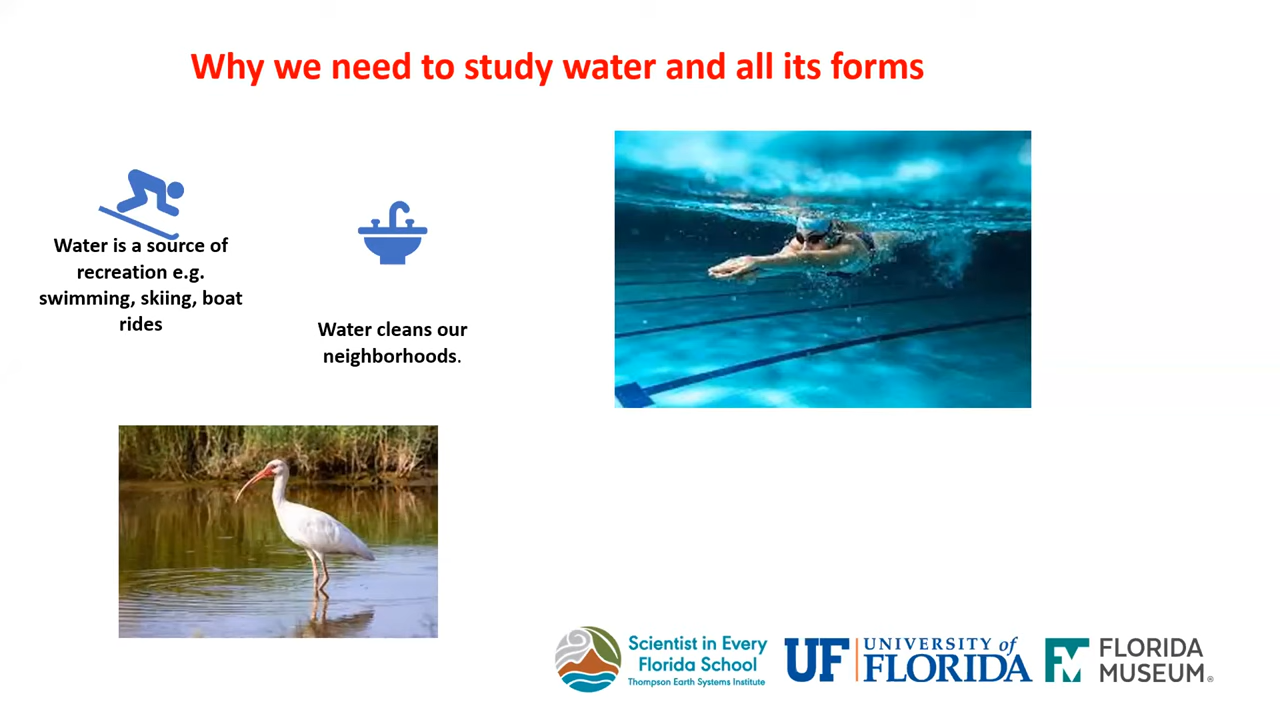 Why we need to study water and all its forms
Water is a source of
recreation e.g.
swimming, skiing, boat
rides
Water cleans our
neighborhoods.
Scientist in Every
Florida School
Thompson Earth Systems Institute
UF
UNIVERSITY of
FLORIDA
FM
FLORIDA
MUSEUM®